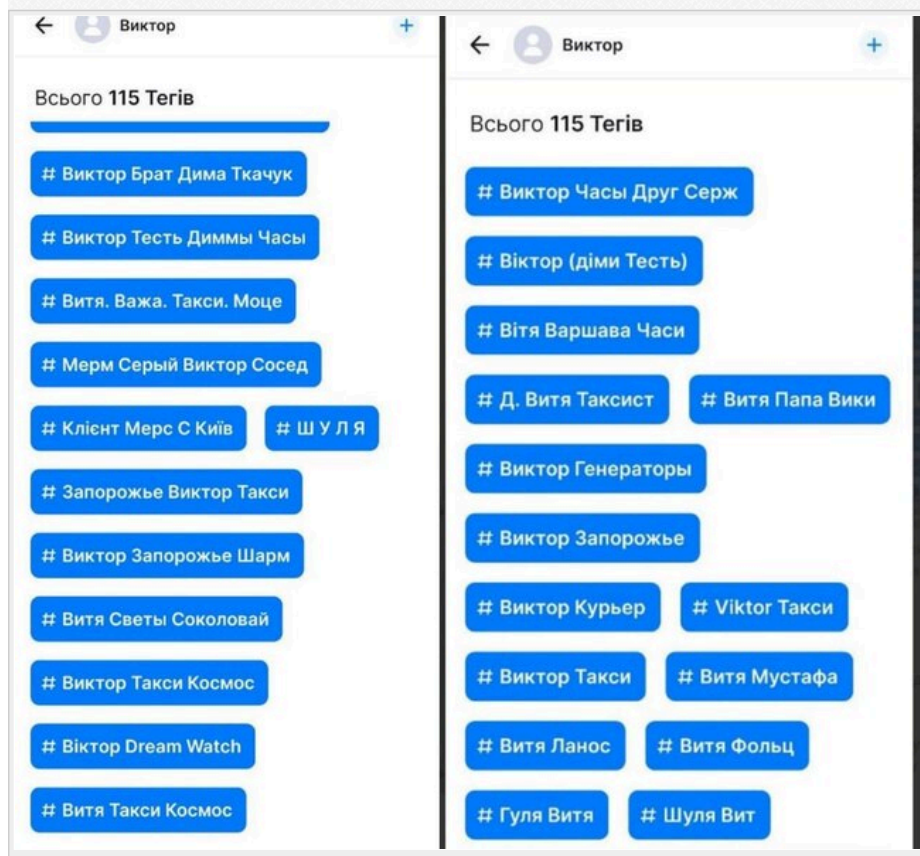 Виктор
Всього 115 Тегів
# Виктор Брат Дима Ткачук
# Виктор Тесть Диммы Часы
# Витя. Важа. Такси. Моце
# Мерм Серый Виктор Сосед
# Клієнт Мерс С Київ # Ш У Л Я
# Запорожье Виктор Такси
# Виктор Запорожье Шарм
# Витя Светы Соколовай
# Виктор Такси Космос
# Віктор Dream Watch
# Витя Такси Космос
Виктор
Всього 115 Тегів
# Виктор Часы Друг Серж
# Віктор (діми Тесть)
# Вітя Варшава Часи
# Д. Витя Таксист # Витя Папа Вики
# Виктор Генераторы
# Виктор Запорожье
# Виктор Курьер # Viktor Такси
# Виктор Такси # Витя Мустафа
# Витя Ланос # Витя Фольц
# Гуля Витя # Шуля Вит